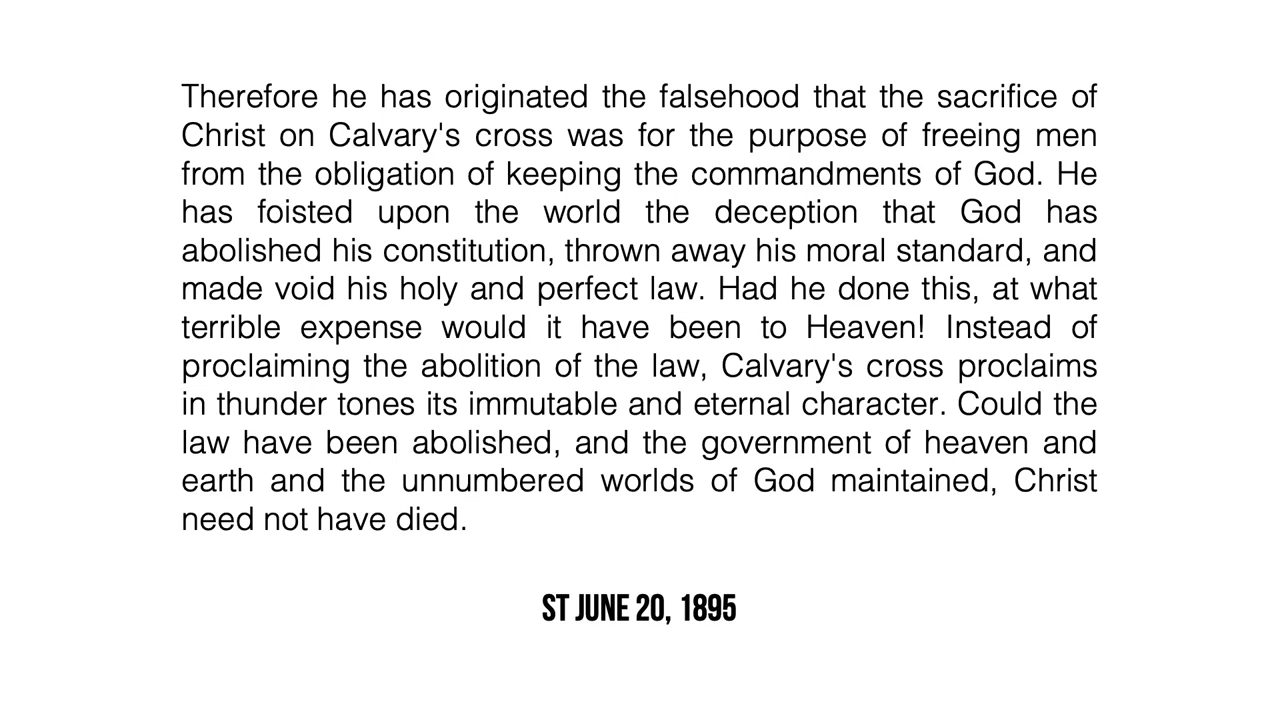 Therefore he has originated the falsehood that the sacrifice of
Christ on Calvary's cross was for the purpose of freeing men
from the obligation of keeping the commandments of God. He
has foisted upon the world the deception that God has
abolished his constitution, thrown away his moral standard, and
made void his holy and perfect law. Had he done this, at what
terrible expense would it have been to Heaven! Instead of
proclaiming the abolition of the law, Calvary's cross proclaims
in thunder tones its immutable and eternal character. Could the
law have been abolished, and the government of heaven and
earth and the unnumbered worlds of God maintained, Christ
need not have died.
ST JUNE 20, 1895